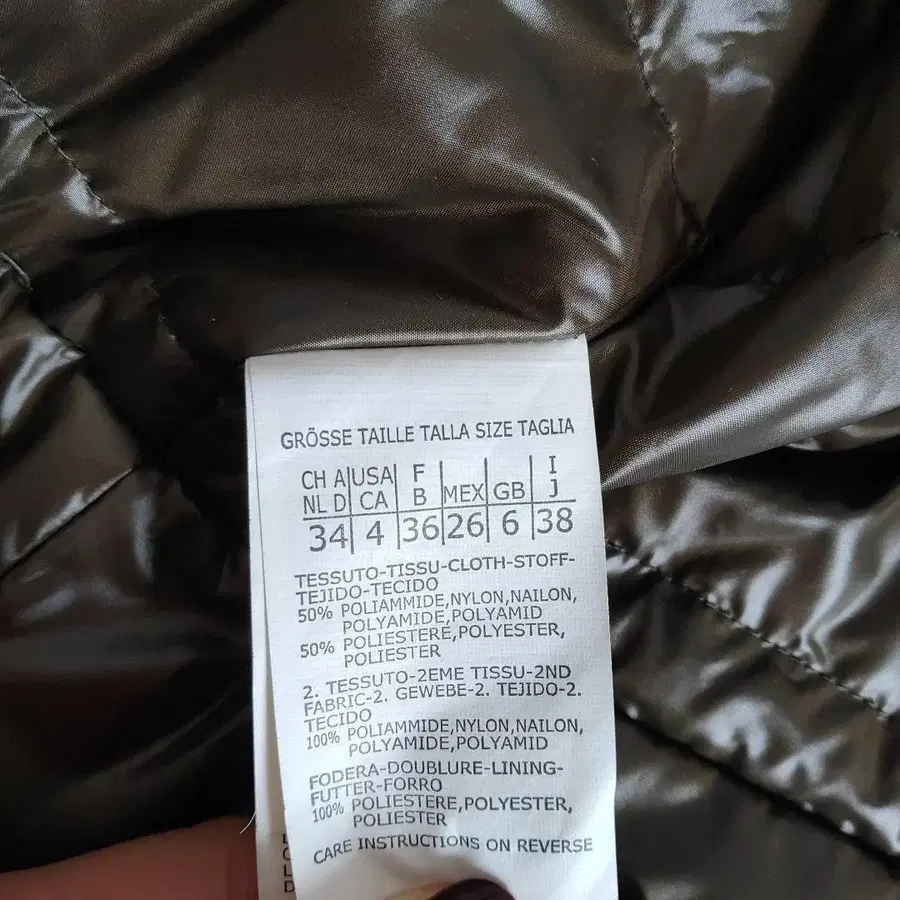 GRÖSSE TAILLE TALLA SIZE TAGLIA
CH A USA F I
NL D CA B MEX GB J
34 4 36 26 6 38
TESSUTO-TISSU-CLOTH-STOFF-
TEJIDO-TECIDO
50% POLIAMMIDE,NYLON,NAILON,
POLYAMIDE,POLYAMID
50% POLIESTERE,POLYESTER,
POLIESTER
2. TESSUTO-2EME TISSU-2ND
FABRIC-2. GEWEBE-2. TEJIDO-2.
TECIDO
100% POLIAMMIDE,NYLON,NAILON,
POLYAMIDE,POLYAMID
FODERA-DOUBLURE-LINING-
FUTTER-FORRO
100% POLIESTERE,POLYESTER,
POLIESTER
CARE INSTRUCTIONS ON REVERSE